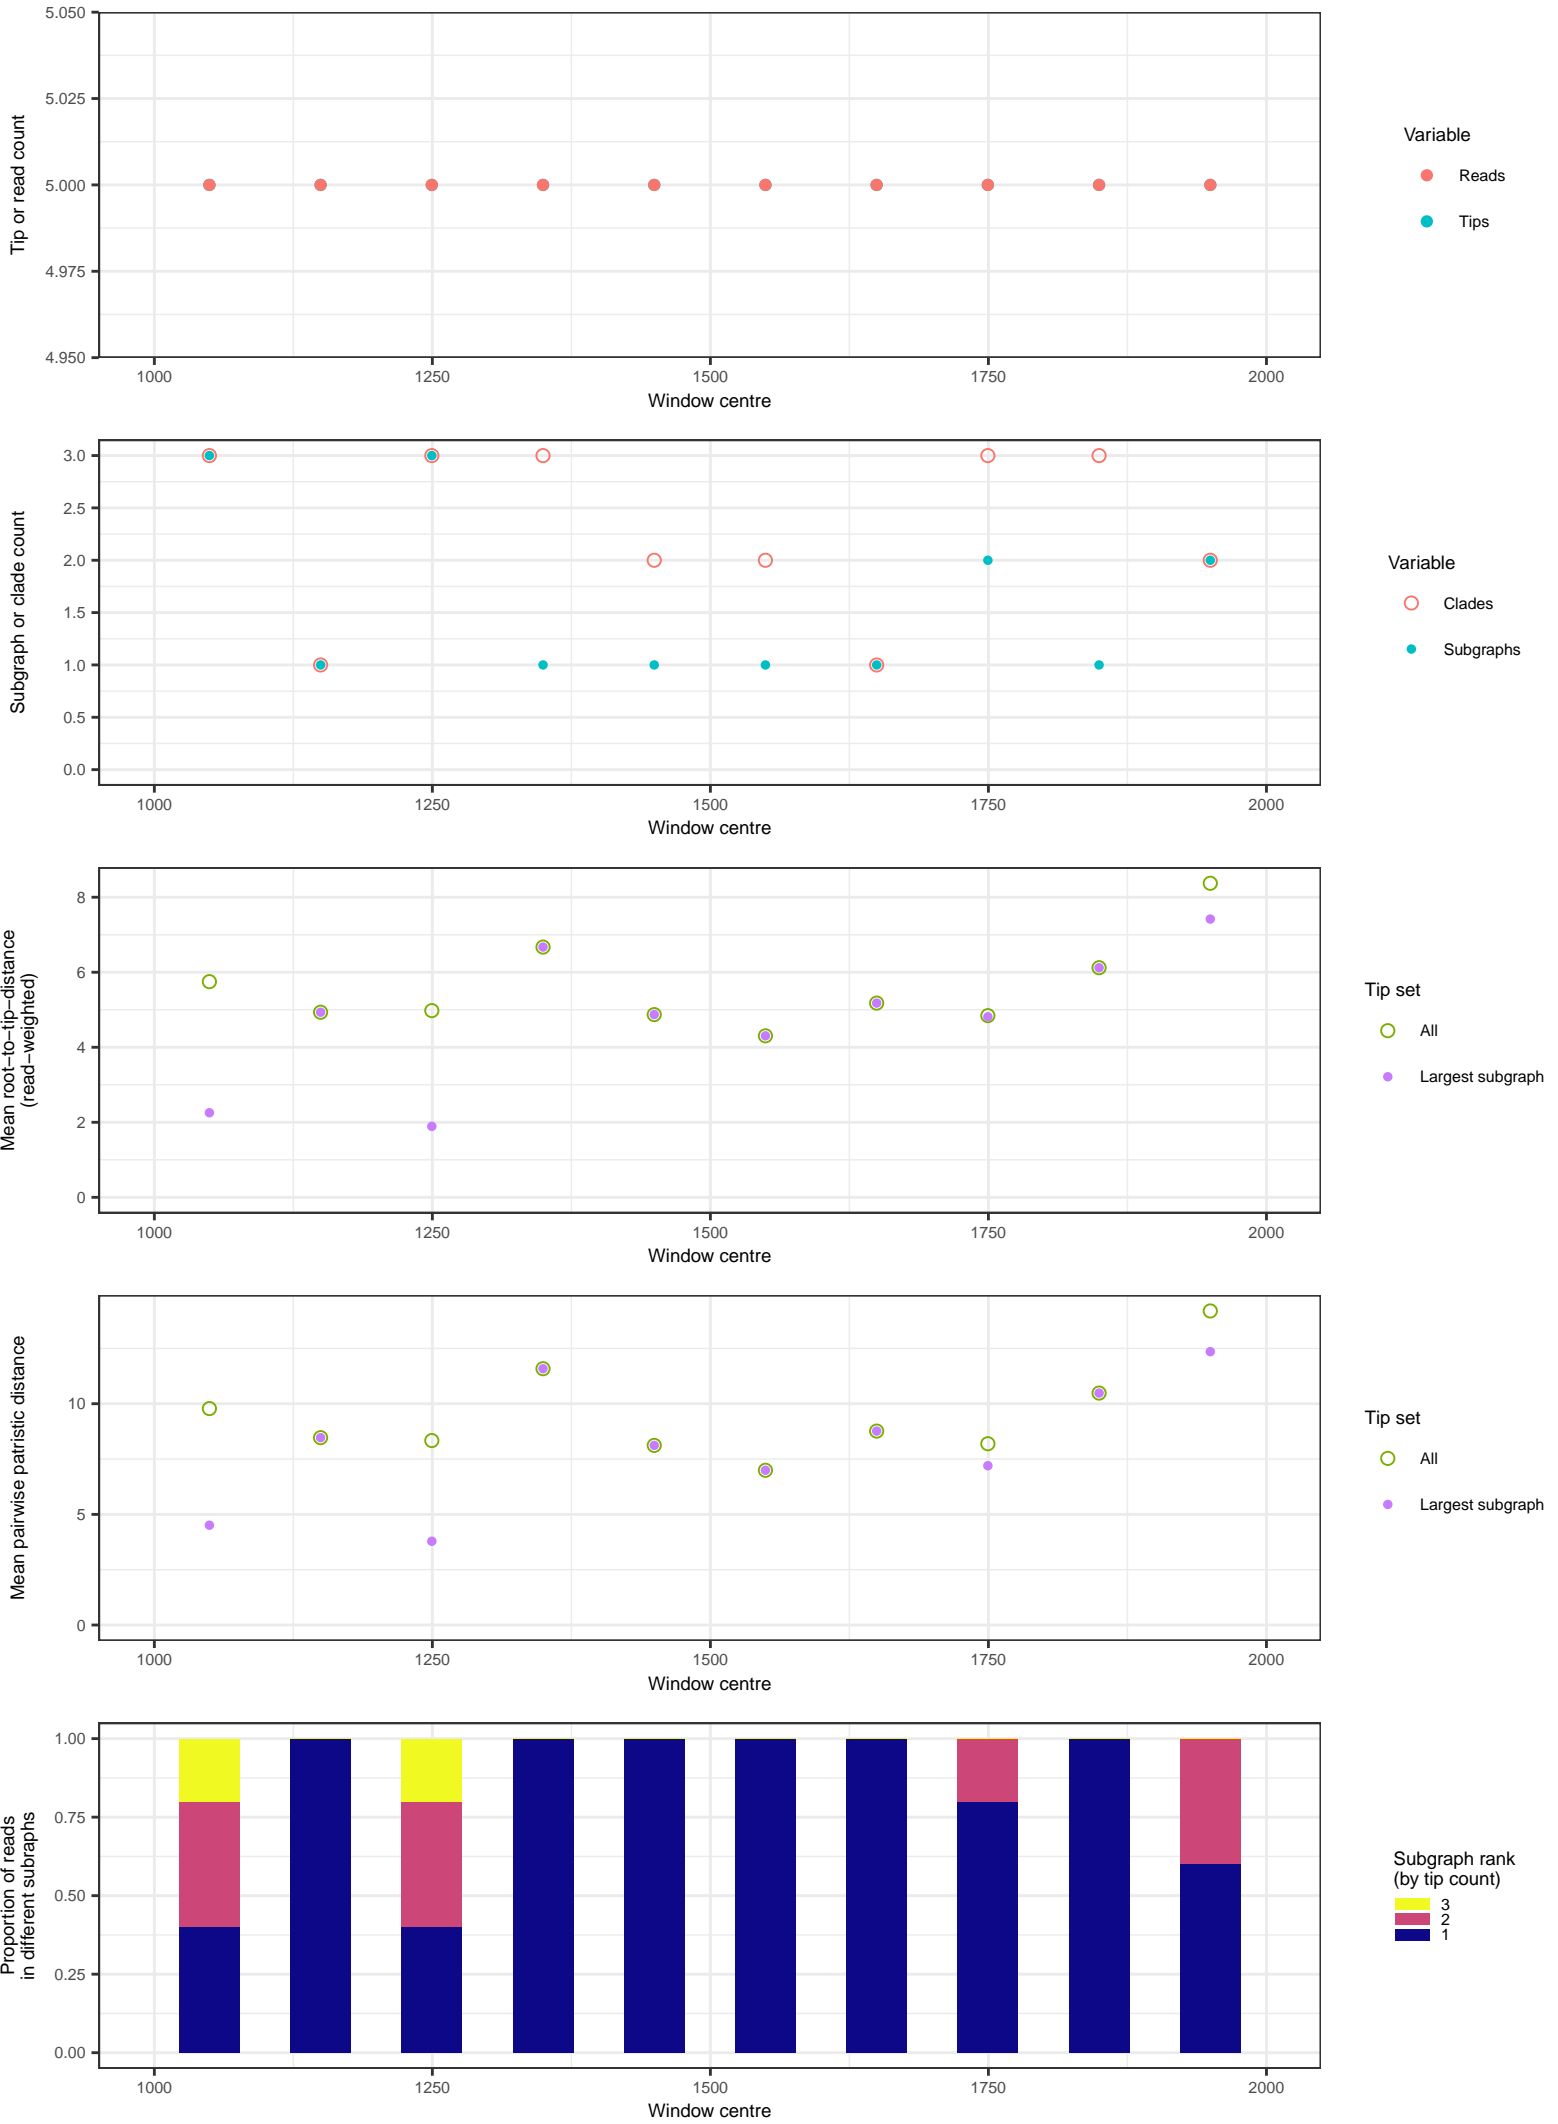 5.050
5.025
5.000
4.975
4.950
Tip or read count
1000 1250 1500 1750 2000
Window centre
Variable
Reads
Tips
3.0
2.5
2.0
1.5
1.0
0.5
0.0
Subgraph or clade count
1000 1250 1500 1750 2000
Window centre
Variable
Clades
Subgraphs
8
6
4
2
0
Mean root−to−tip−distance
(read−weighted)
1000 1250 1500 1750 2000
Window centre
Tip set
All
Largest subgraph
10
5
0
Mean pairwise patristic distance
1000 1250 1500 1750 2000
Window centre
Tip set
All
Largest subgraph
1.00
0.75
0.50
0.25
0.00
Proportion of reads
in different subraphs
1000 1250 1500 1750 2000
Window centre
Subgraph rank
(by tip count)
3
2
1